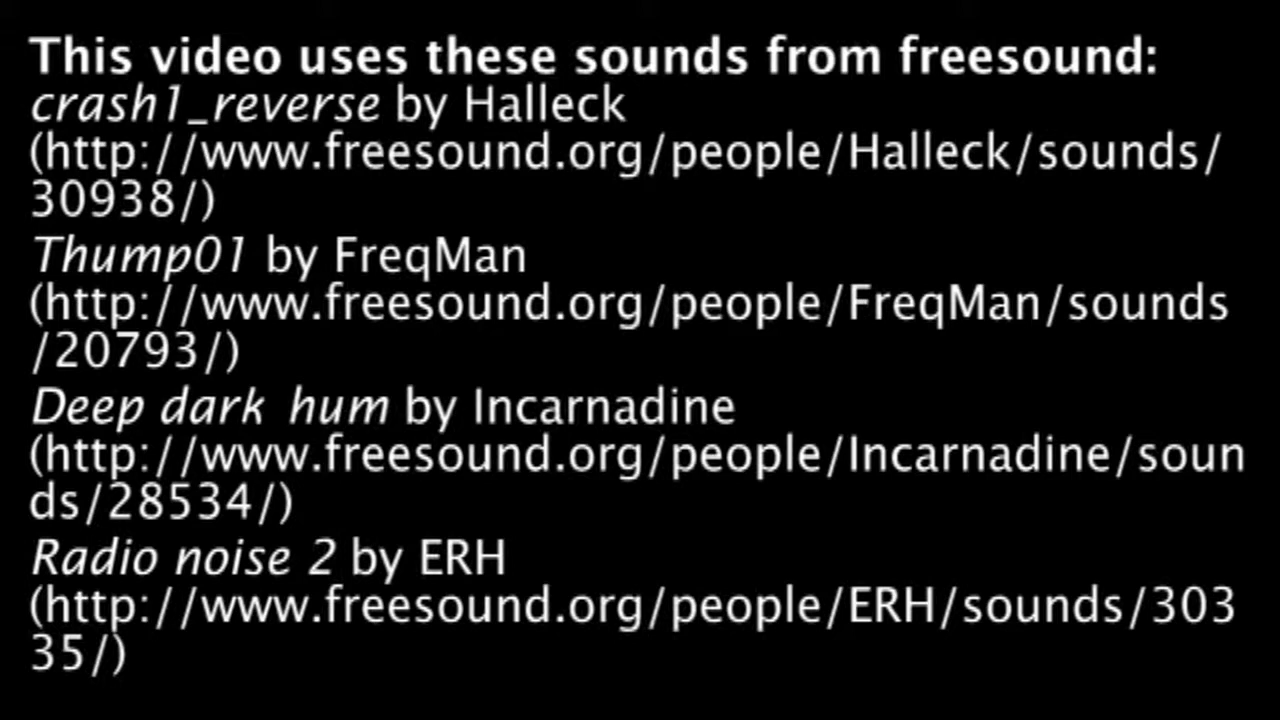 This video uses these sounds from freesound:
crash1_reverse by Halleck
(http://www.freesound.org/people/Halleck/sounds/
30938/)
Thump01 by FreqMan
(http://www.freesound.org/people/FreqMan/sounds
/20793/)
Deep dark hum by Incarnadine
(http://www.freesound.org/people/Incarnadine/soun
ds/28534/)
Radio noise 2 by ERH
(http://www.freesound.org/people/ERH/sounds/303
35/)